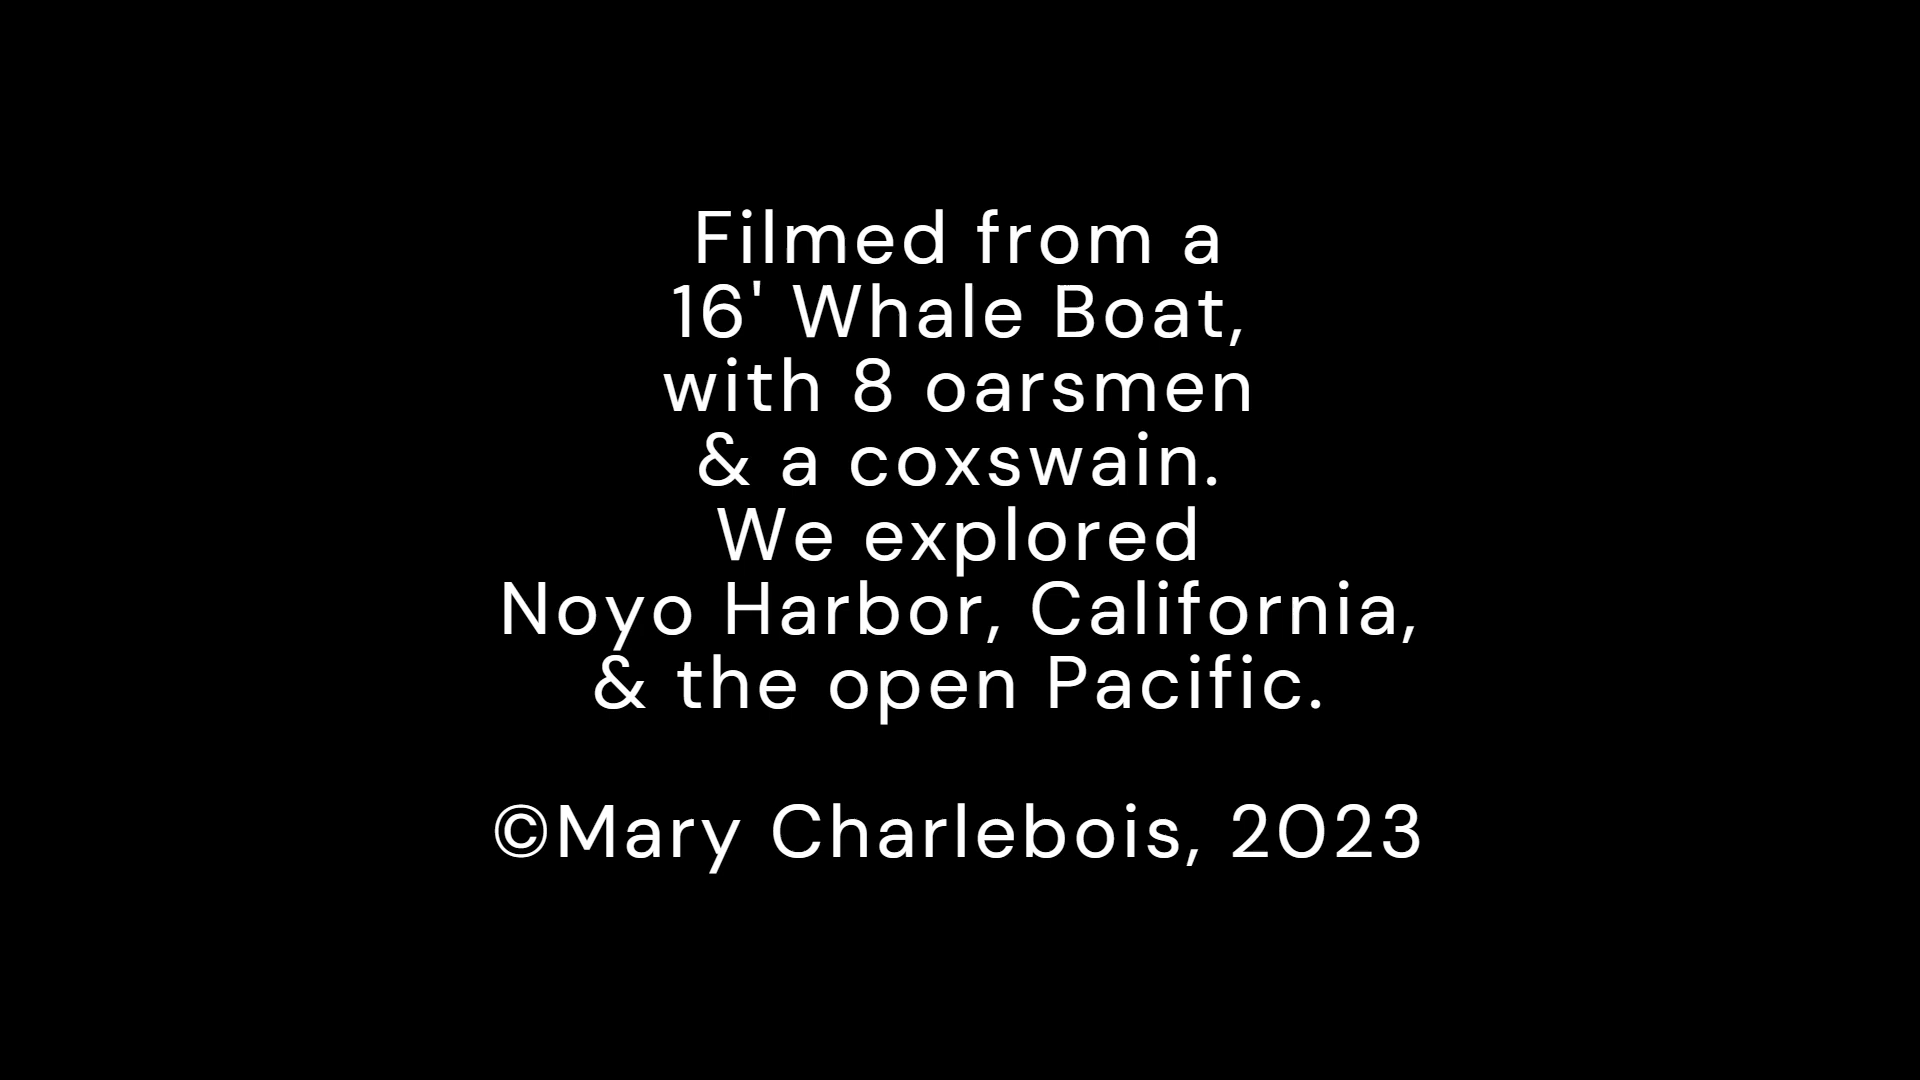 Filmed from a
16' Whale Boat,
with 8 oarsmen
& a coxswain.
We explored
Noyo Harbor, California,
& the open Pacific.
©Mary Charlebois, 2023